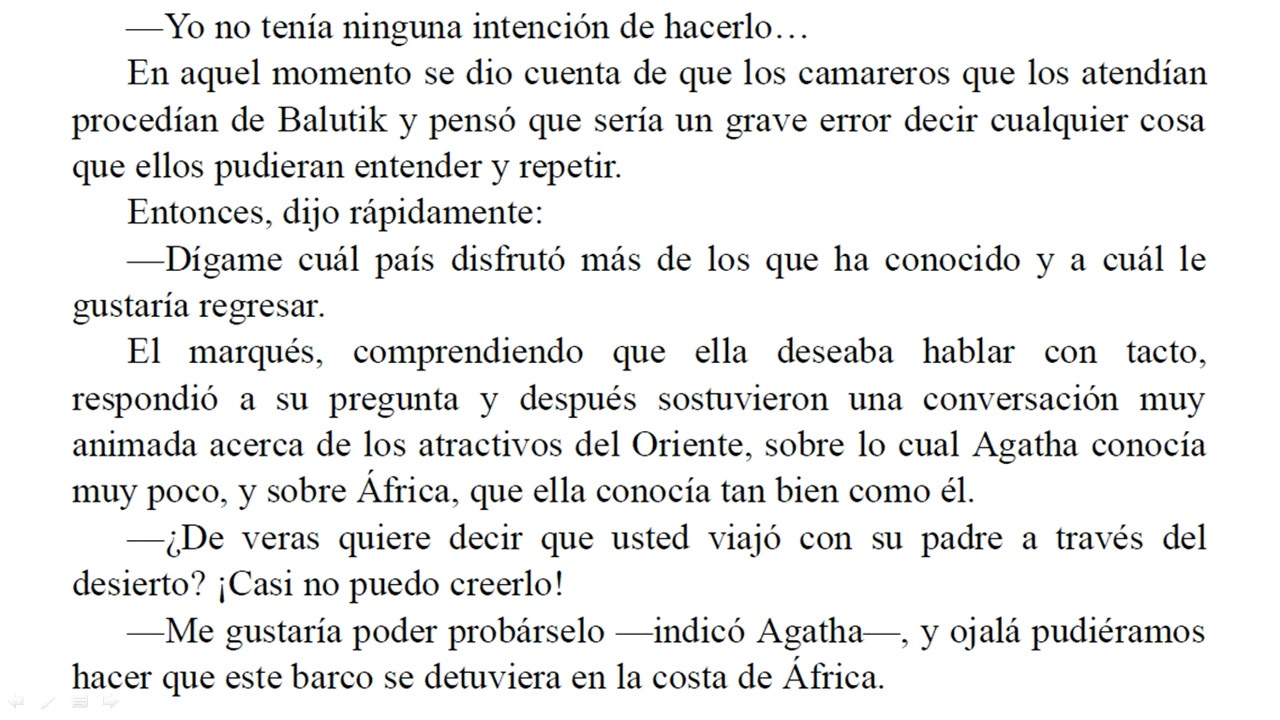 —Yo no tenía ninguna intención de hacerlo…
En aquel momento se dio cuenta de que los camareros que los atendían
procedían de Balutik y pensó que sería un grave error decir cualquier cosa
que ellos pudieran entender y repetir.
Entonces, dijo rápidamente:
—Dígame cuál país disfrutó más de los que ha conocido y a cuál le
gustaría regresar.
El marqués, comprendiendo que ella deseaba hablar con tacto,
respondió a su pregunta y después sostuvieron una conversación muy
animada acerca de los atractivos del Oriente, sobre lo cual Agatha conocía
muy poco, y sobre África, que ella conocía tan bien como él.
—¿De veras quiere decir que usted viajó con su padre a través del
desierto? ¡Casi no puedo creerlo!
—Me gustaría poder probárselo —indicó Agatha—, y ojalá pudiéramos
hacer que este barco se detuviera en la costa de África.